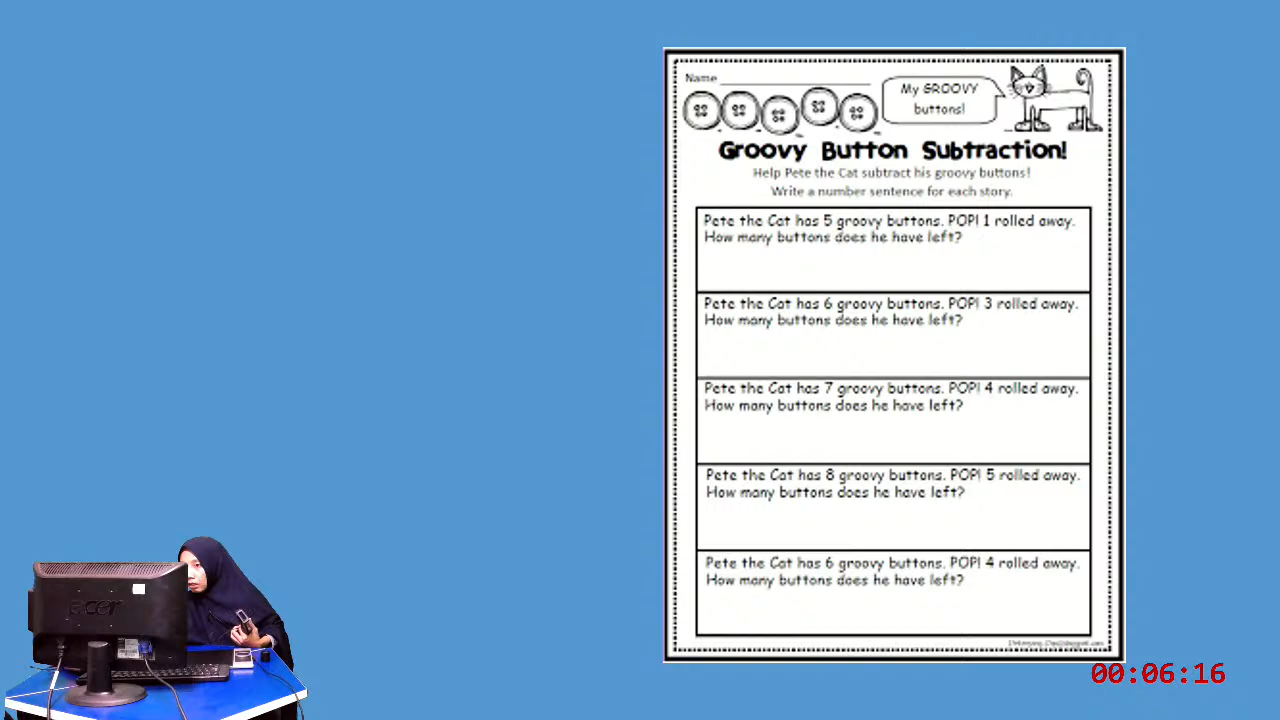 Name
My GROOVY
buttons!
Groovy Button Subtraction!
Help Pete the Cat subtract his groovy buttons!
Write a number sentence for each story.
Pete the Cat has 5 groovy buttons. POP! 1 rolled away.
How many buttons does he have left?
Pete the Cat has 6 groovy buttons. POP! 3 rolled away.
How many buttons does he have left?
Pete the Cat has 7 groovy buttons. POP! 4 rolled away.
How many buttons does he have left?
Pete the Cat has 8 groovy buttons. POP! 5 rolled away.
How many buttons does he have left?
Pete the Cat has 6 groovy buttons. POP! 4 rolled away.
How many buttons does he have left?
acer
00:06:16